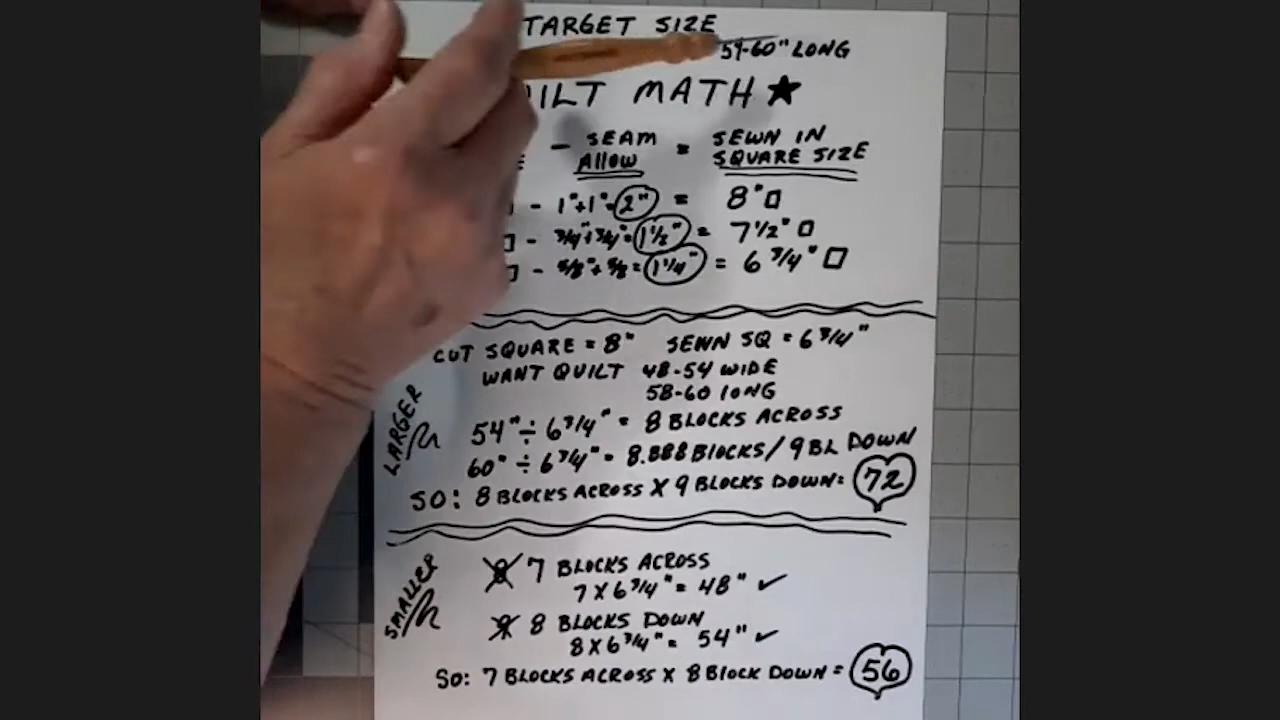 TARGET SIZE
59-60" LONG
ILT MATH ★
- SEAM ALLOW = SEWN IN SQUARE SIZE
- 1"+1"=2" = 8" □
□ - 3/4"+3/4"=1 1/2" = 7 1/2" □
□ - 5/8"+5/8=1 1/4" = 6 3/4" □
CUT SQUARE = 8" SEWN SQ = 6 3/4"
WANT QUILT 48-54 WIDE
58-60 LONG
LARGER
54" ÷ 6 3/4" = 8 BLOCKS ACROSS
60" ÷ 6 3/4" = 8.888 BLOCKS / 9 BL DOWN
SO: 8 BLOCKS ACROSS X 9 BLOCKS DOWN = 72
SMALLER
8 7 BLOCKS ACROSS
7 X 6 3/4" = 48" ✓
9 8 BLOCKS DOWN
8 X 6 3/4" = 54" ✓
SO: 7 BLOCKS ACROSS X 8 BLOCK DOWN = 56